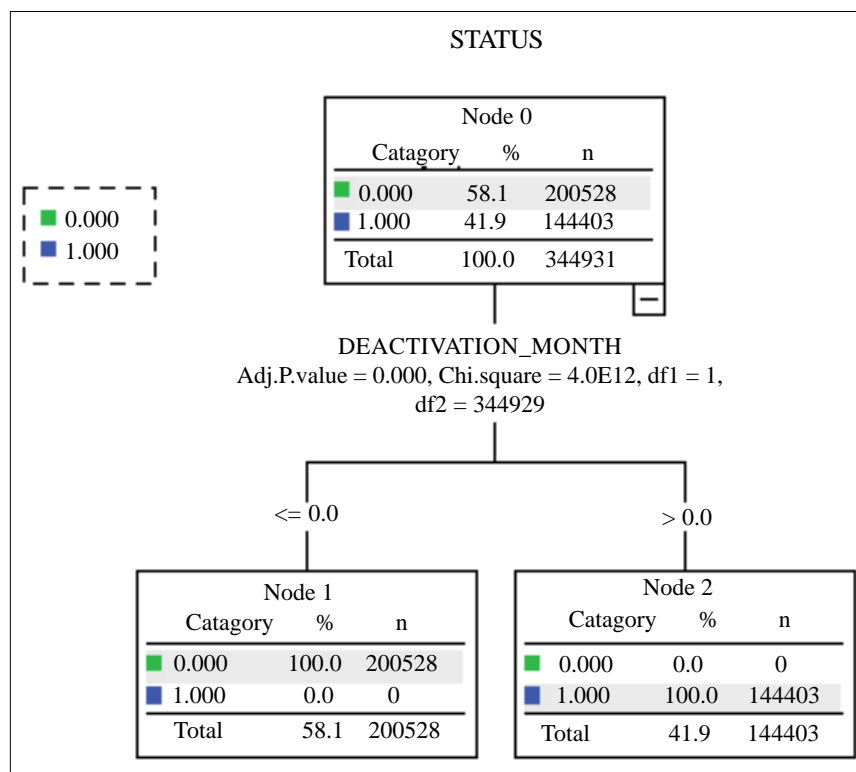 STATUS
Node 0
Catagory % n
0.000 58.1 200528
1.000 41.9 144403
Total 100.0 344931
0.000
1.000
DEACTIVATION_MONTH
Adj.P.value = 0.000, Chi.square = 4.0E12, df1 = 1,
df2 = 344929
<= 0.0
> 0.0
Node 1
Catagory % n
0.000 100.0 200528
1.000 0.0 0
Total 58.1 200528
Node 2
Catagory % n
0.000 0.0 0
1.000 100.0 144403
Total 41.9 144403